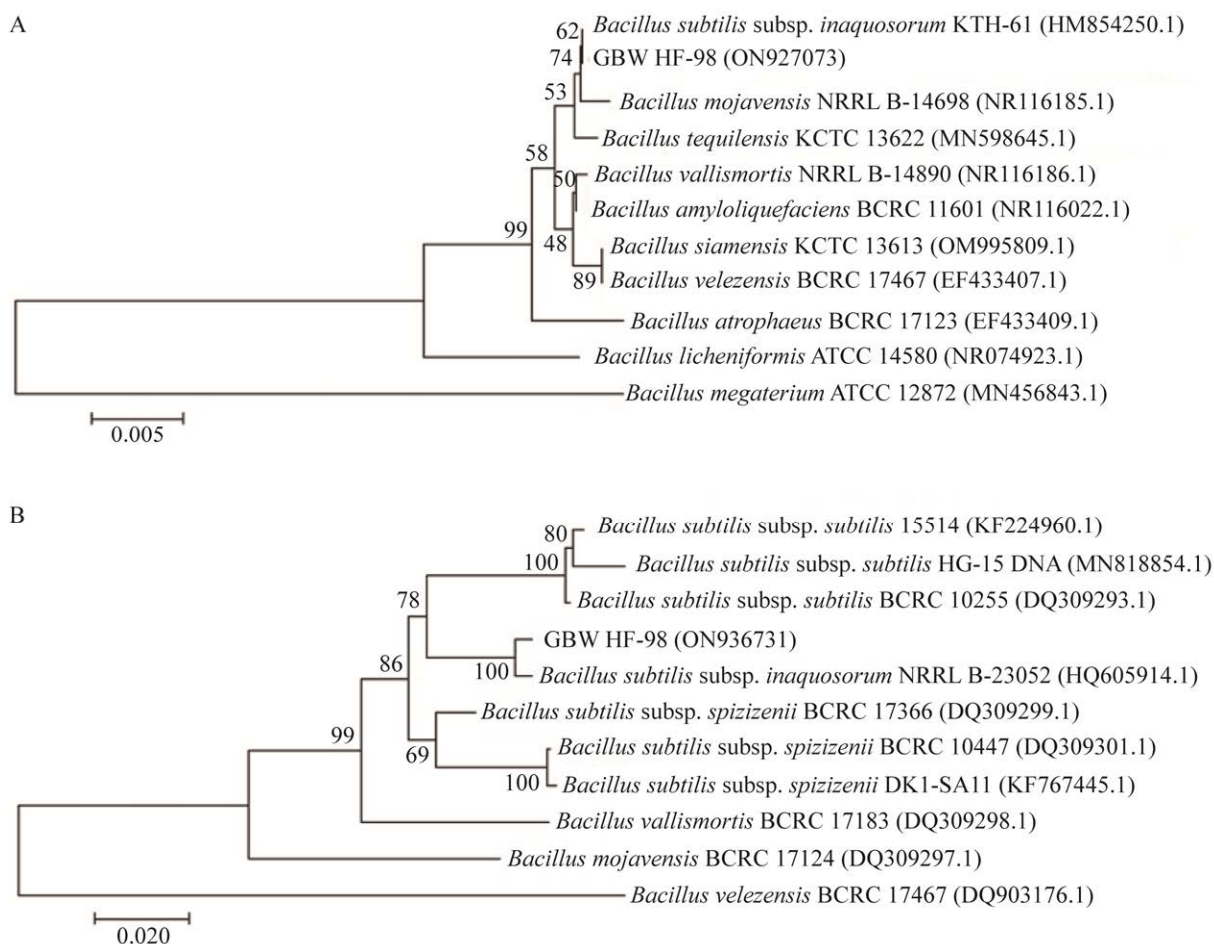 A
62
Bacillus subtilis subsp. inaquosorum KTH-61 (HM854250.1)
74
GBW HF-98 (ON927073)
53
Bacillus mojavensis NRRL B-14698 (NR116185.1)
Bacillus tequilensis KCTC 13622 (MN598645.1)
58
50
Bacillus vallismortis NRRL B-14890 (NR116186.1)
Bacillus amyloliquefaciens BCRC 11601 (NR116022.1)
99
48
Bacillus siamensis KCTC 13613 (OM995809.1)
89
Bacillus velezensis BCRC 17467 (EF433407.1)
Bacillus atrophaeus BCRC 17123 (EF433409.1)
Bacillus licheniformis ATCC 14580 (NR074923.1)
Bacillus megaterium ATCC 12872 (MN456843.1)
0.005
B
80
Bacillus subtilis subsp. subtilis 15514 (KF224960.1)
100
Bacillus subtilis subsp. subtilis HG-15 DNA (MN818854.1)
Bacillus subtilis subsp. subtilis BCRC 10255 (DQ309293.1)
78
GBW HF-98 (ON936731)
86
100
Bacillus subtilis subsp. inaquosorum NRRL B-23052 (HQ605914.1)
Bacillus subtilis subsp. spizizenii BCRC 17366 (DQ309299.1)
99
69
Bacillus subtilis subsp. spizizenii BCRC 10447 (DQ309301.1)
100
Bacillus subtilis subsp. spizizenii DK1-SA11 (KF767445.1)
Bacillus vallismortis BCRC 17183 (DQ309298.1)
Bacillus mojavensis BCRC 17124 (DQ309297.1)
Bacillus velezensis BCRC 17467 (DQ903176.1)
0.020